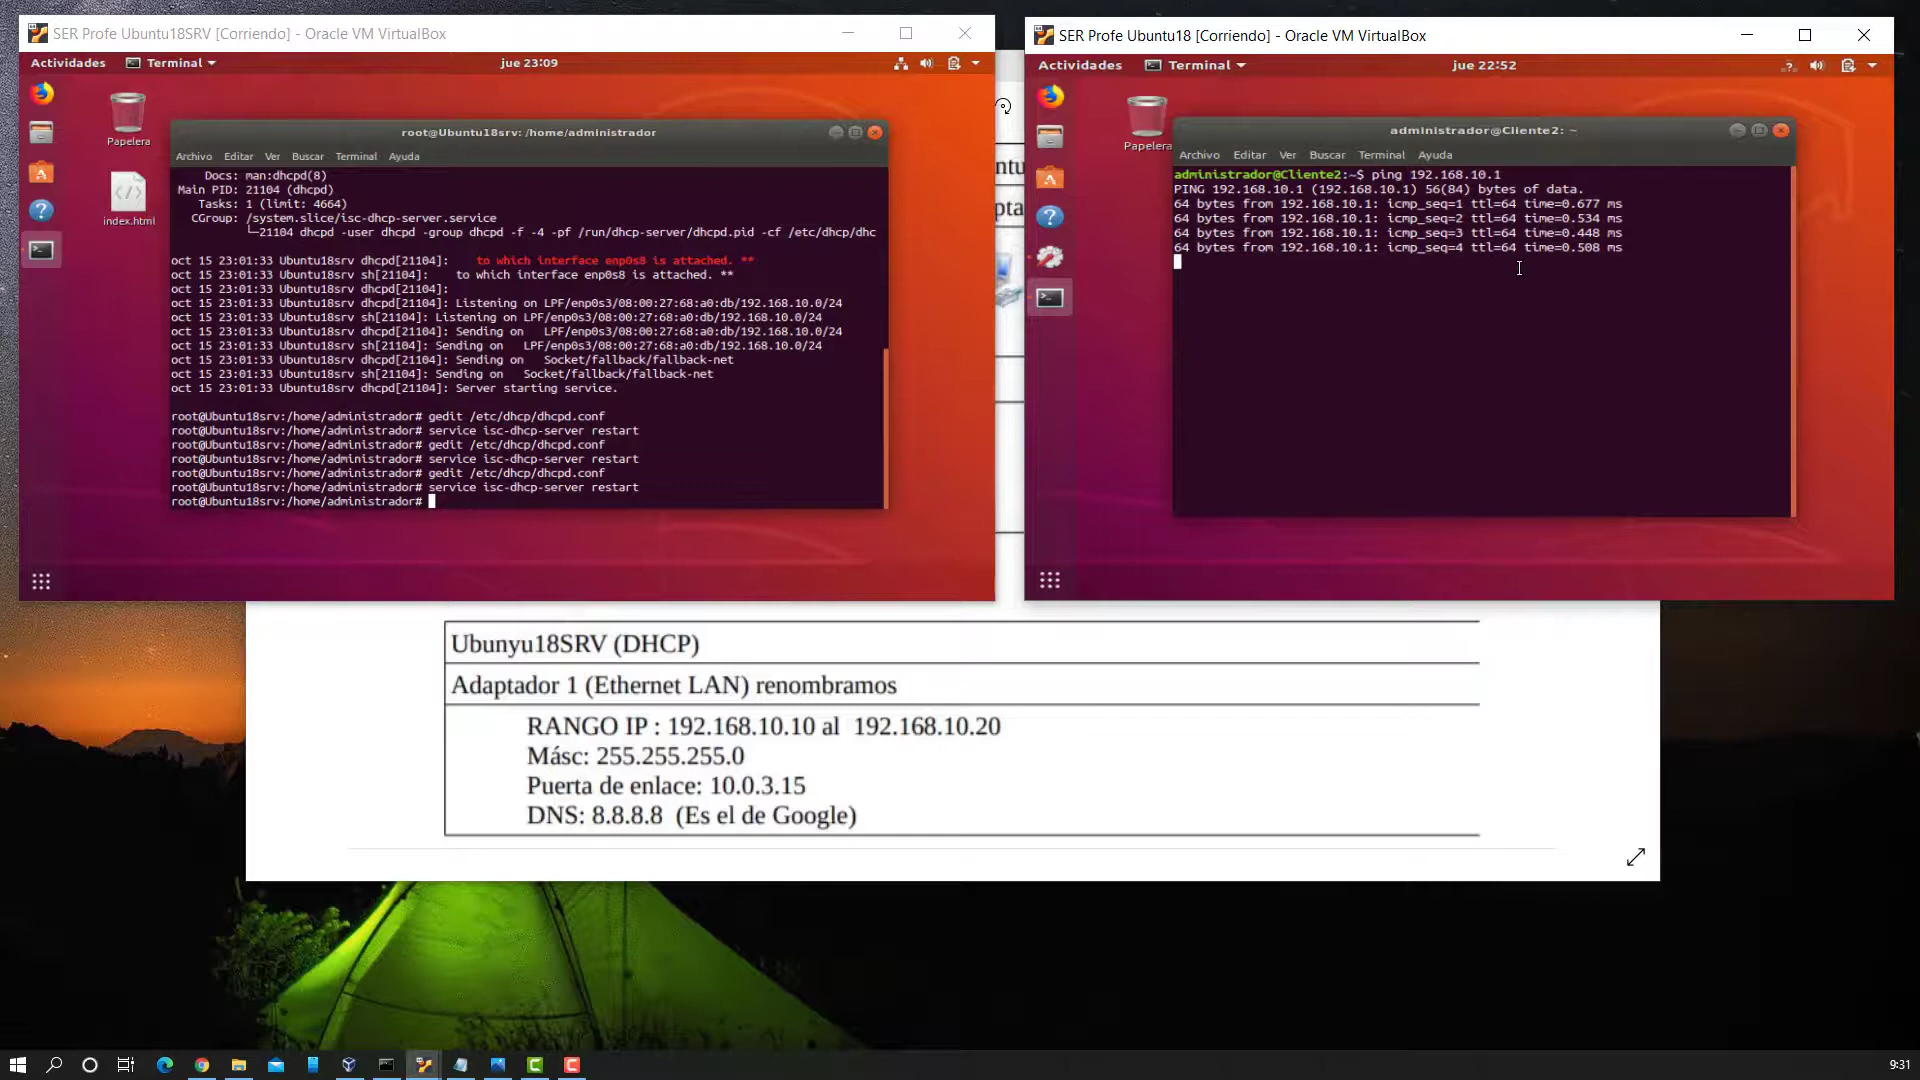 SER Profe Ubuntu18SRV [Corriendo] - Oracle VM VirtualBox
Actividades
Terminal
jue 23:09
Papelera
index.html
root@Ubuntu18srv: /home/administrador
Archivo Editar Ver Buscar Terminal Ayuda
Docs: man:dhcpd(8)
Main PID: 21104 (dhcpd)
Tasks: 1 (limit: 4664)
CGroup: /system.slice/isc-dhcp-server.service
└─21104 dhcpd -user dhcpd -group dhcpd -f -4 -pf /run/dhcp-server/dhcpd.pid -cf /etc/dhcp/dhc
oct 15 23:01:33 Ubuntu18srv dhcpd[21104]: to which interface enp0s8 is attached. **
oct 15 23:01:33 Ubuntu18srv sh[21104]: to which interface enp0s8 is attached. **
oct 15 23:01:33 Ubuntu18srv dhcpd[21104]:
oct 15 23:01:33 Ubuntu18srv dhcpd[21104]: Listening on LPF/enp0s3/08:00:27:68:a0:db/192.168.10.0/24
oct 15 23:01:33 Ubuntu18srv sh[21104]: Listening on LPF/enp0s3/08:00:27:68:a0:db/192.168.10.0/24
oct 15 23:01:33 Ubuntu18srv dhcpd[21104]: Sending on LPF/enp0s3/08:00:27:68:a0:db/192.168.10.0/24
oct 15 23:01:33 Ubuntu18srv sh[21104]: Sending on LPF/enp0s3/08:00:27:68:a0:db/192.168.10.0/24
oct 15 23:01:33 Ubuntu18srv dhcpd[21104]: Sending on Socket/fallback/fallback-net
oct 15 23:01:33 Ubuntu18srv sh[21104]: Sending on Socket/fallback/fallback-net
oct 15 23:01:33 Ubuntu18srv dhcpd[21104]: Server starting service.
root@Ubuntu18srv:/home/administrador# gedit /etc/dhcp/dhcpd.conf
root@Ubuntu18srv:/home/administrador# service isc-dhcp-server restart
root@Ubuntu18srv:/home/administrador# gedit /etc/dhcp/dhcpd.conf
root@Ubuntu18srv:/home/administrador# service isc-dhcp-server restart
root@Ubuntu18srv:/home/administrador# gedit /etc/dhcp/dhcpd.conf
root@Ubuntu18srv:/home/administrador# service isc-dhcp-server restart
root@Ubuntu18srv:/home/administrador#
SER Profe Ubuntu18 [Corriendo] - Oracle VM VirtualBox
Actividades
Terminal
jue 22:52
Papelera
administrador@Cliente2: ~
Archivo Editar Ver Buscar Terminal Ayuda
administrador@Cliente2:~$ ping 192.168.10.1
PING 192.168.10.1 (192.168.10.1) 56(84) bytes of data.
64 bytes from 192.168.10.1: icmp_seq=1 ttl=64 time=0.677 ms
64 bytes from 192.168.10.1: icmp_seq=2 ttl=64 time=0.534 ms
64 bytes from 192.168.10.1: icmp_seq=3 ttl=64 time=0.448 ms
64 bytes from 192.168.10.1: icmp_seq=4 ttl=64 time=0.508 ms
Ubunyu18SRV (DHCP)
Adaptador 1 (Ethernet LAN) renombramos
RANGO IP : 192.168.10.10 al 192.168.10.20
Másc: 255.255.255.0
Puerta de enlace: 10.0.3.15
DNS: 8.8.8.8 (Es el de Google)
9:31